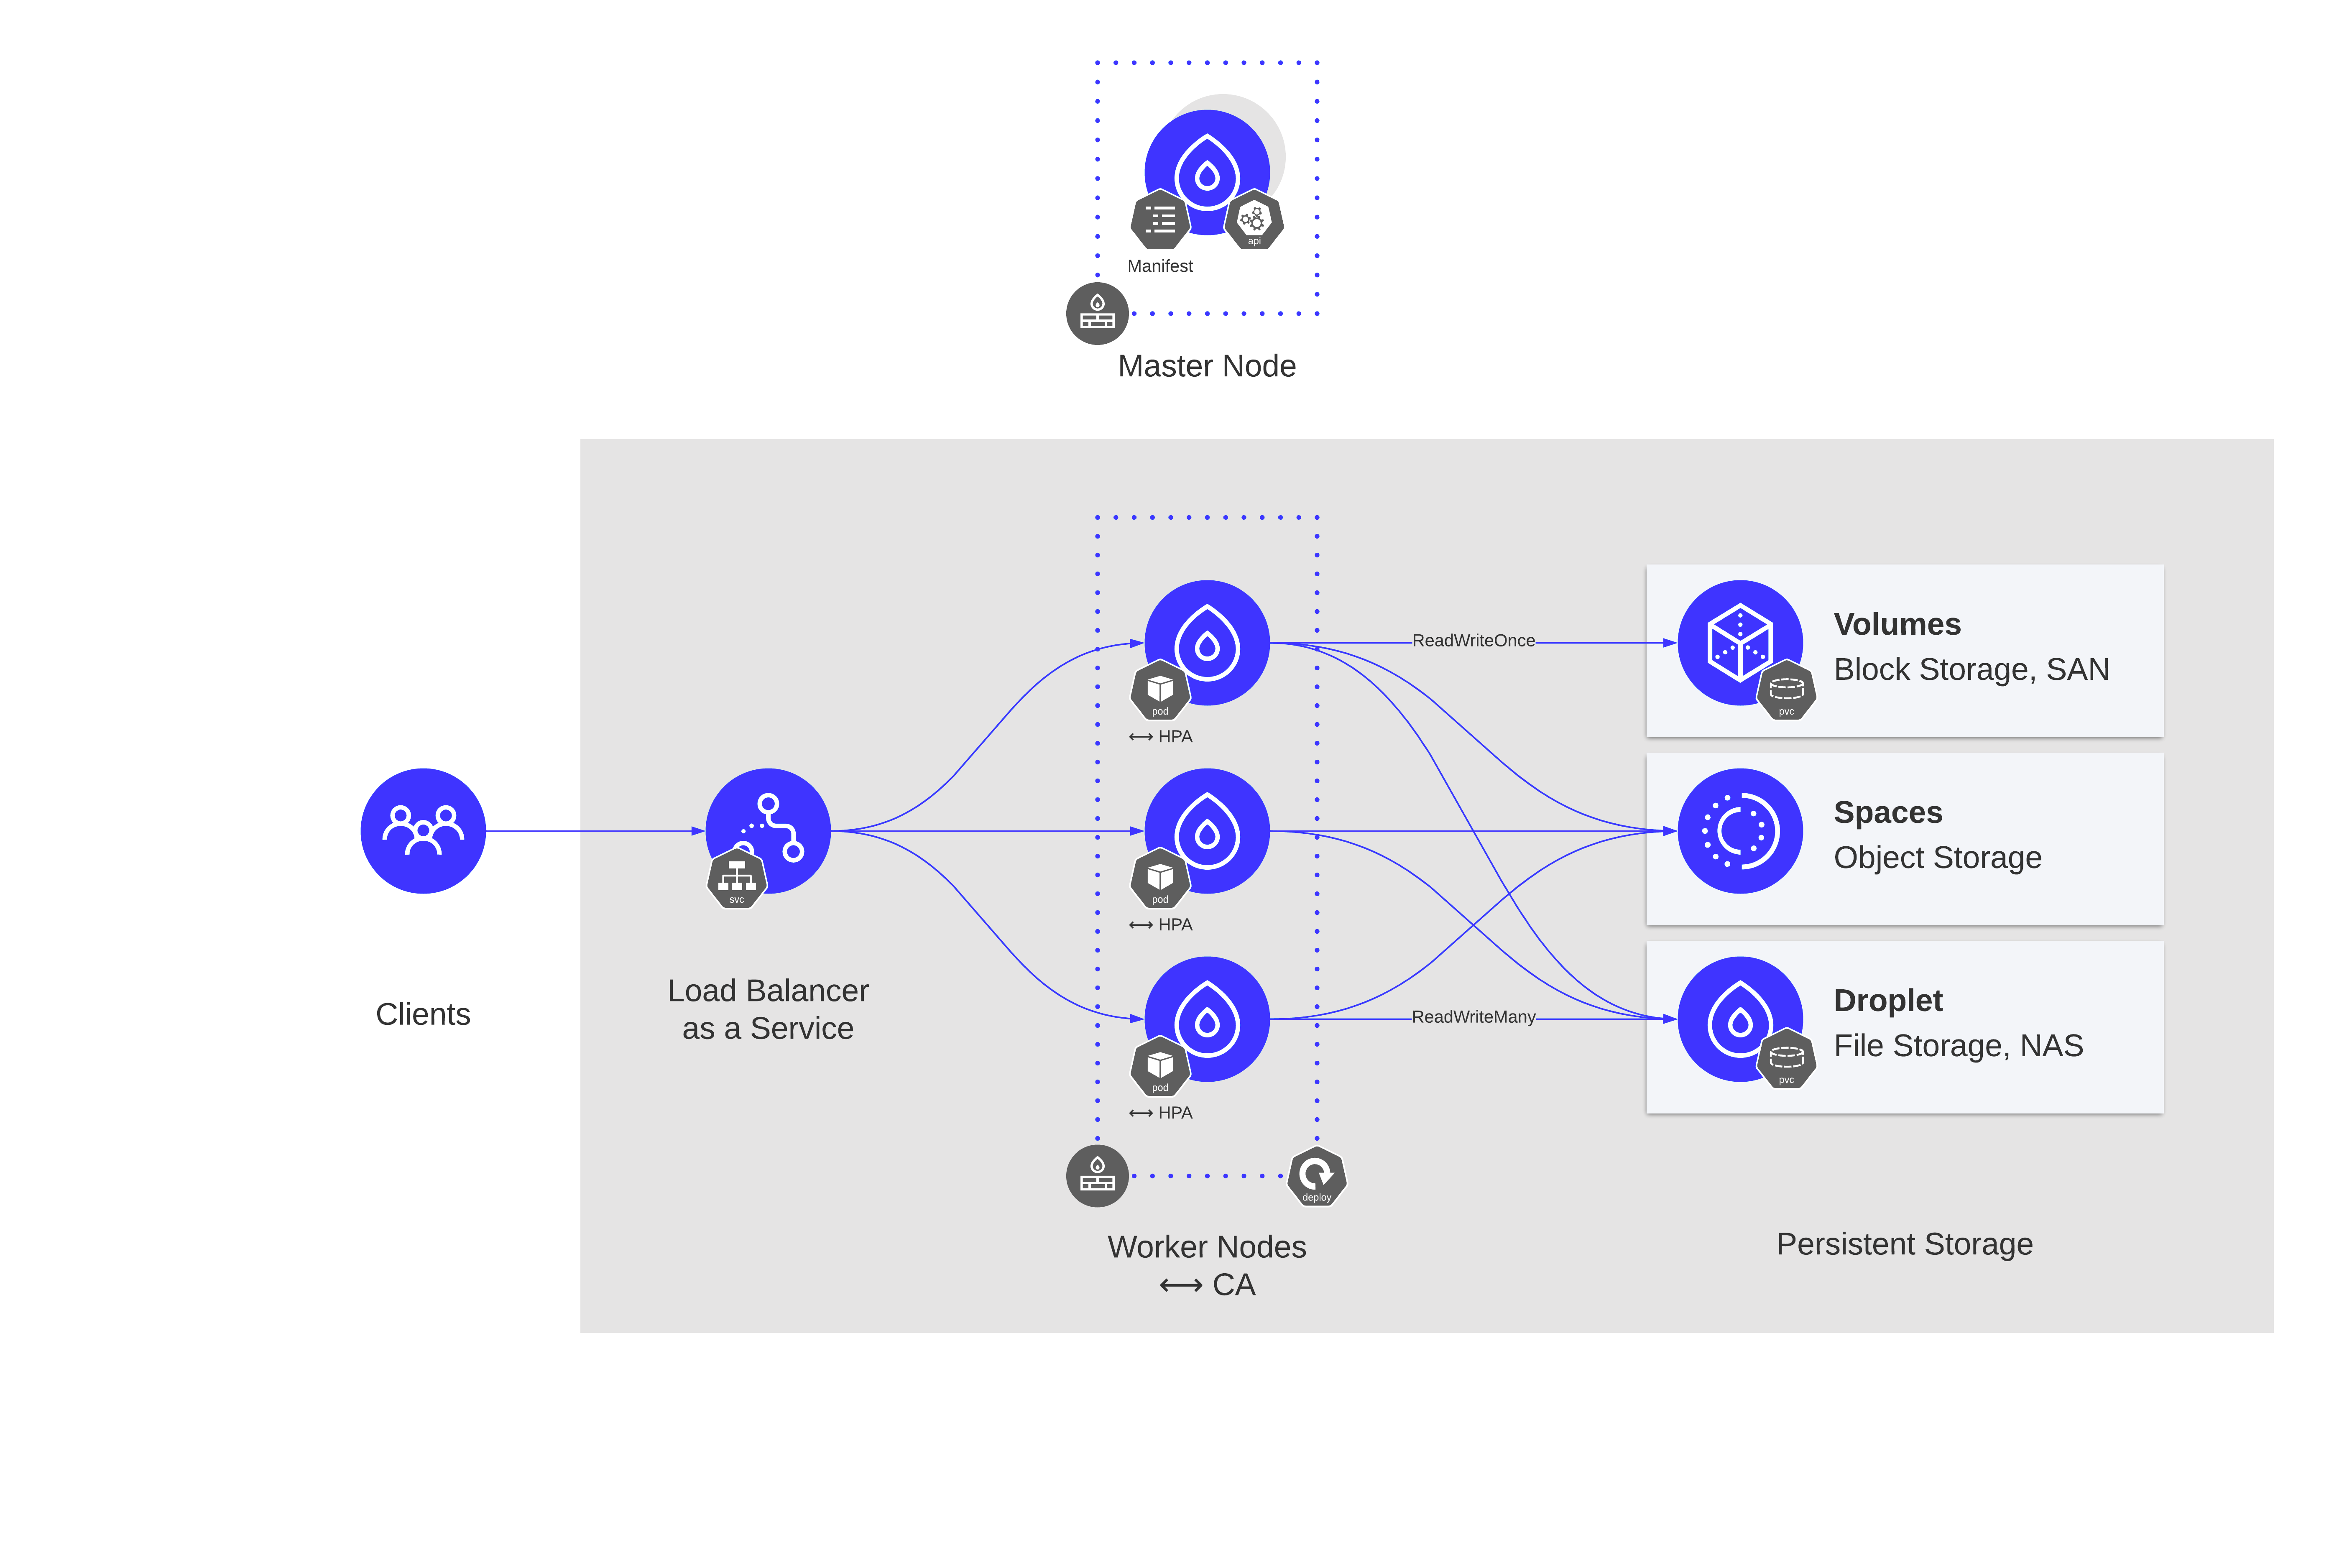 api
Manifest
Master Node
Clients
svc
Load Balancer
as a Service
pod
⟷ HPA
pod
⟷ HPA
pod
⟷ HPA
deploy
Worker Nodes
⟷ CA
ReadWriteOnce
ReadWriteMany
Volumes
Block Storage, SAN
pvc
Spaces
Object Storage
Droplet
File Storage, NAS
pvc
Persistent Storage